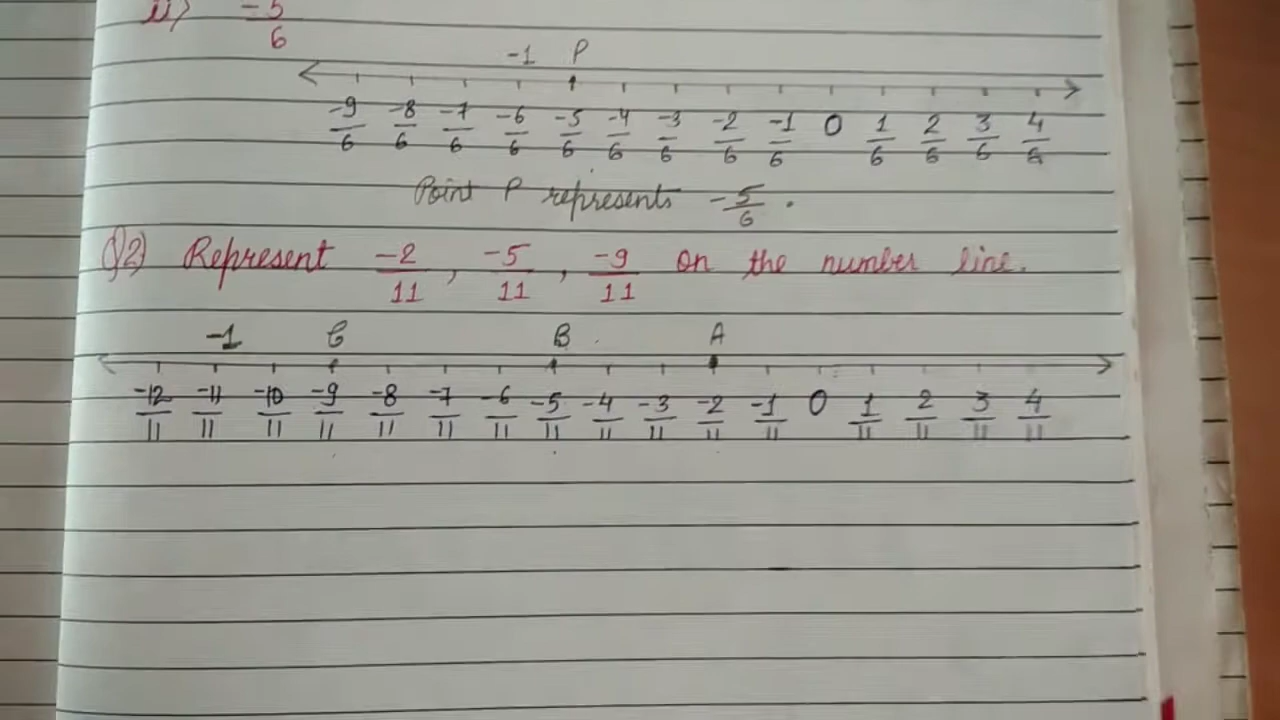 ii) -5/6
-1 P
-9/6 -8/6 -7/6 -6/6 -5/6 -4/6 -3/6 -2/6 -1/6 0 1/6 2/6 3/6 4/6
Point P represents -5/6 .
Q2) Represent -2/11 , -5/11 , -9/11 on the number line.
-1 C B A
-12/11 -11/11 -10/11 -9/11 -8/11 -7/11 -6/11 -5/11 -4/11 -3/11 -2/11 -1/11 0 1/11 2/11 3/11 4/11